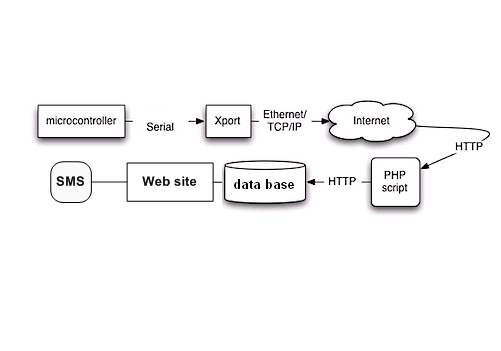 microcontroller
Serial
Xport
Ethernet/
TCP/IP
Internet
HTTP
SMS
Web site
data base
HTTP
PHP
script